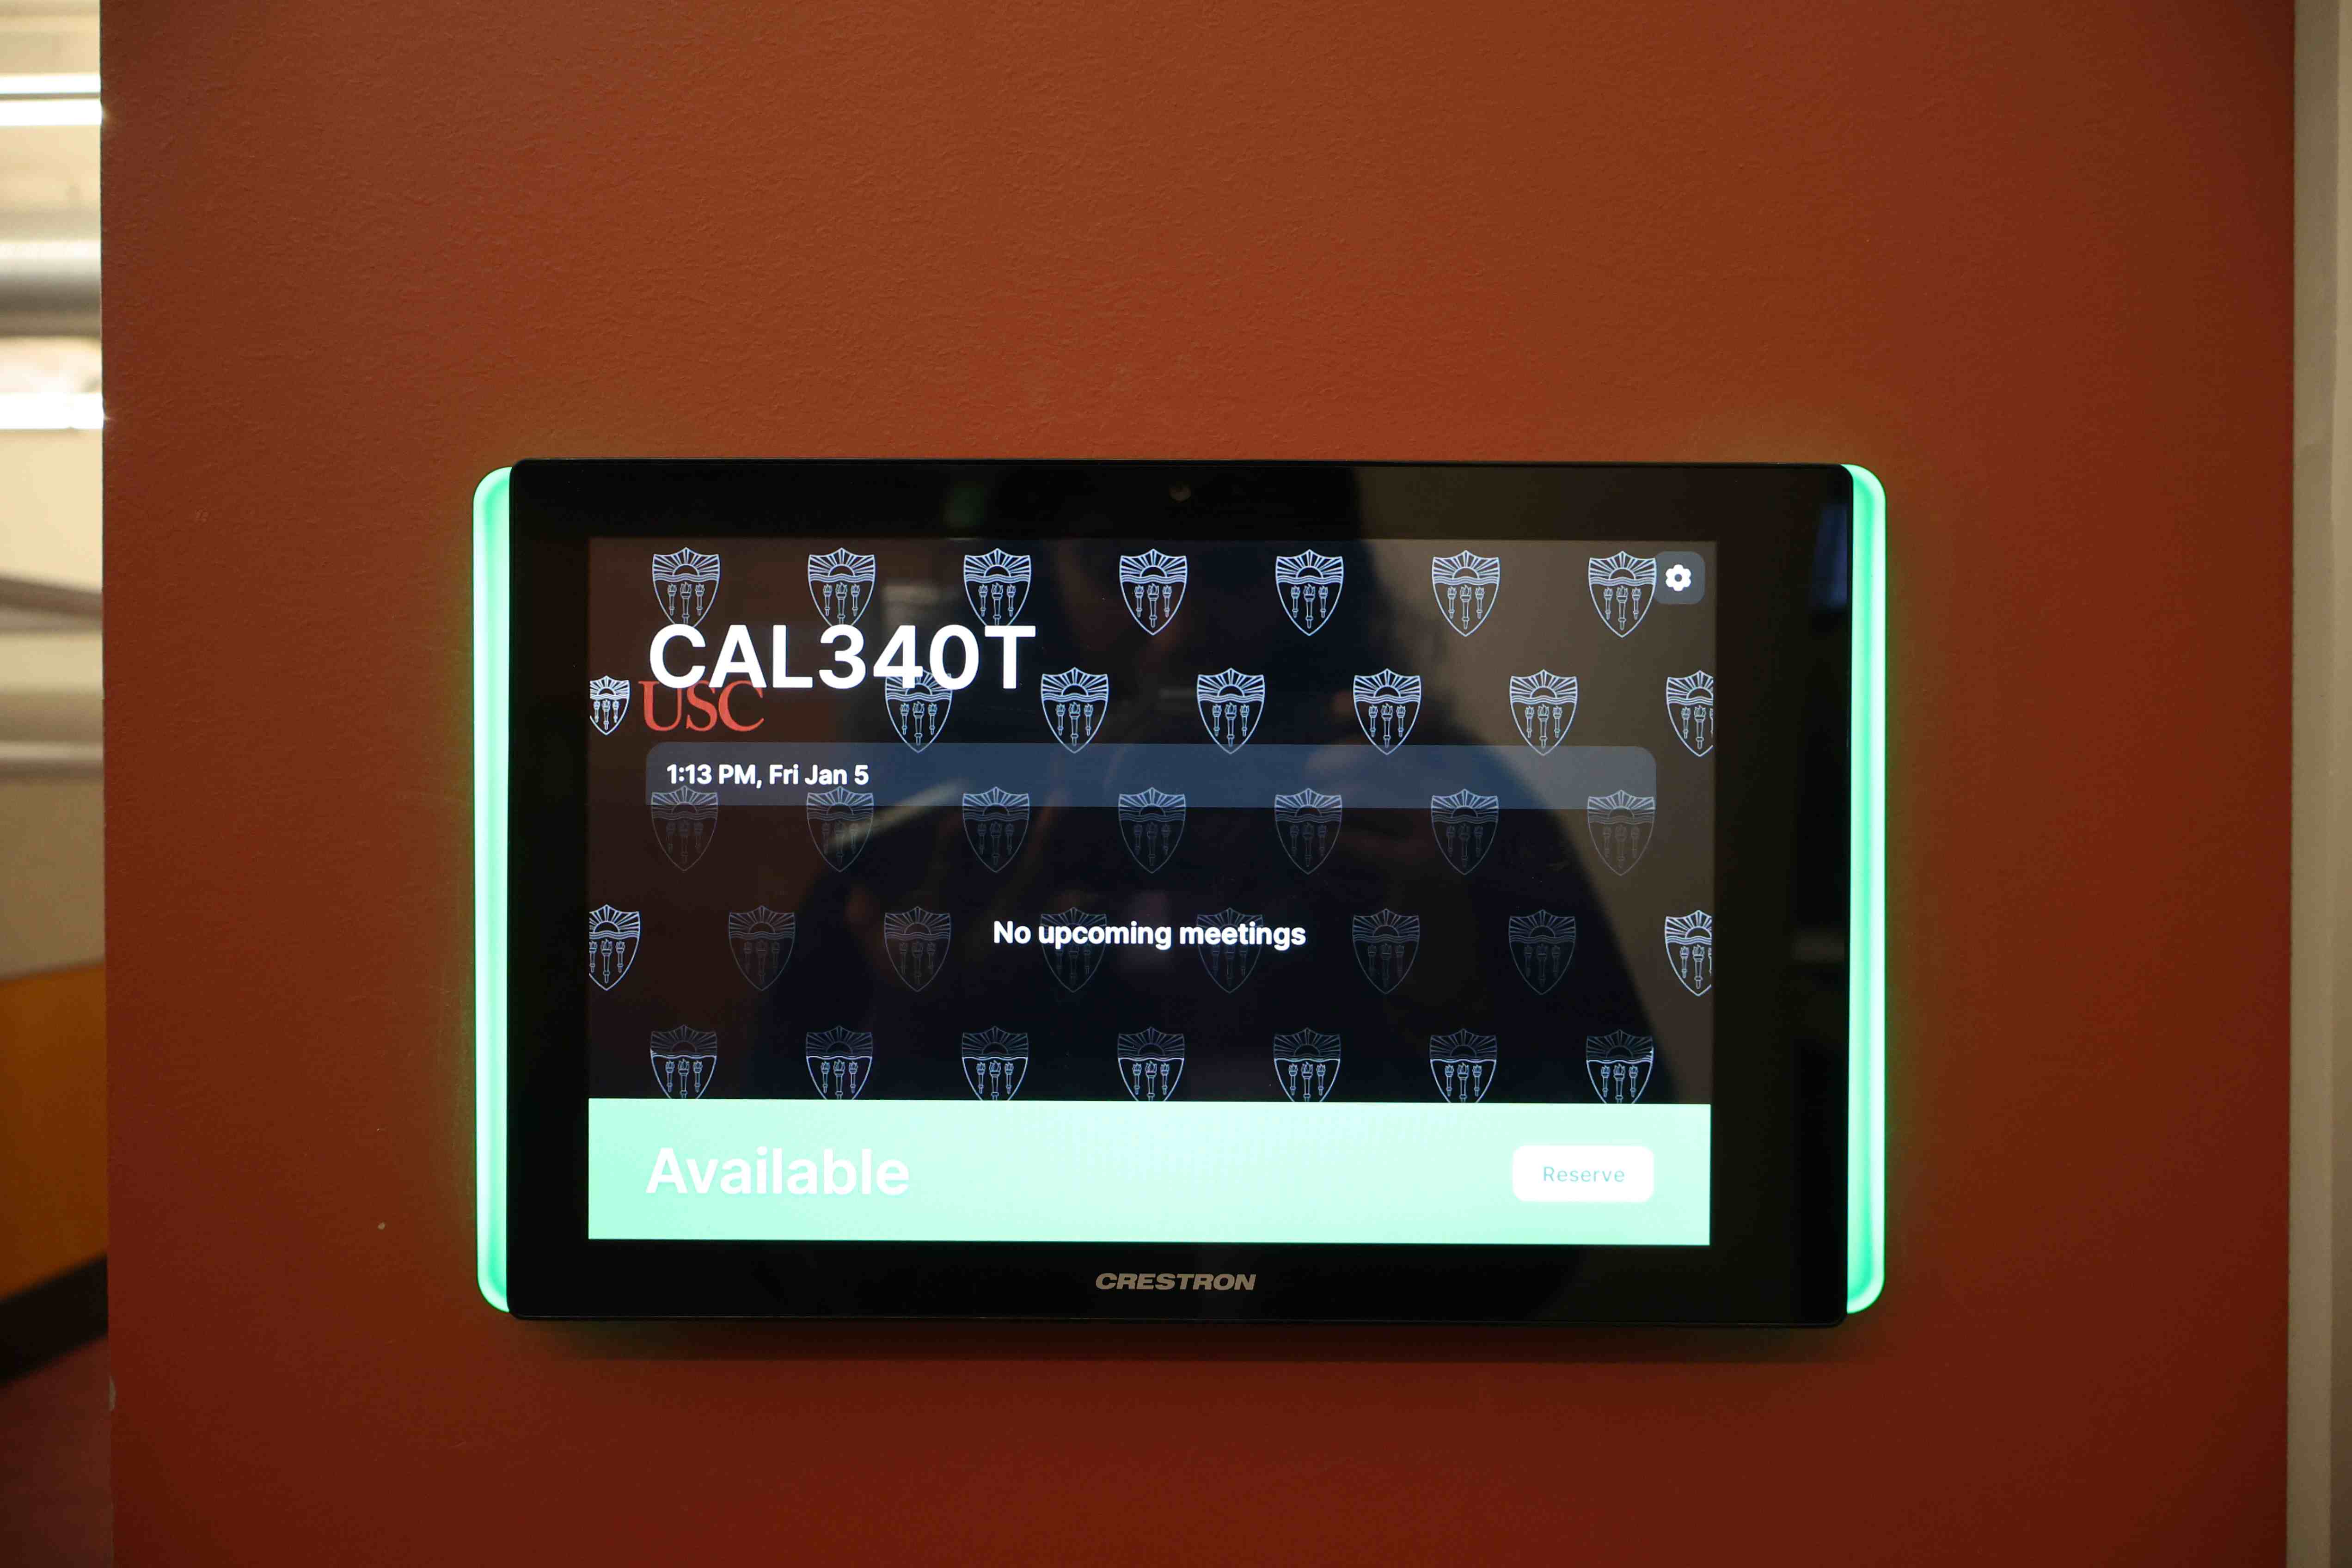 CAL340T
USC
1:13 PM, Fri Jan 5
No upcoming meetings
Available
Reserve
CRESTRON